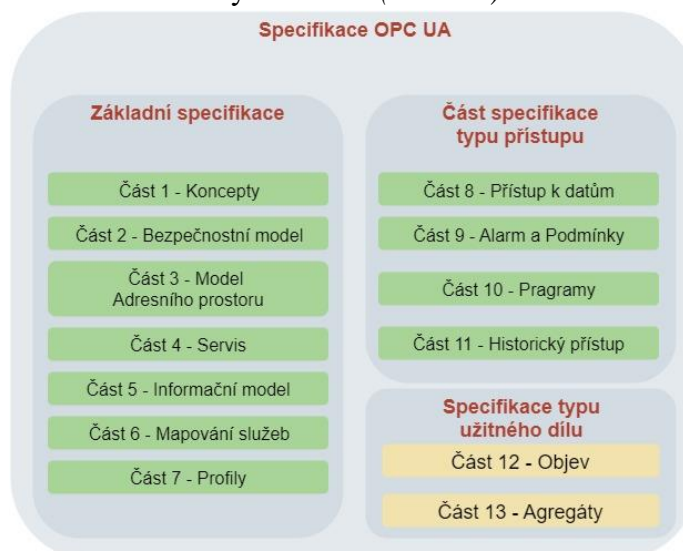 Specifikace OPC UA
Základní specifikace
Část 1 - Koncepty
Část 2 - Bezpečnostní model
Část 3 - Model
Adresního prostoru
Část 4 - Servis
Část 5 - Informační model
Část 6 - Mapování služeb
Část 7 - Profily
Část specifikace
typu přístupu
Část 8 - Přístup k datům
Část 9 - Alarm a Podmínky
Část 10 - Pragramy
Část 11 - Historický přístup
Specifikace typu
užitného dílu
Část 12 - Objev
Část 13 - Agregáty